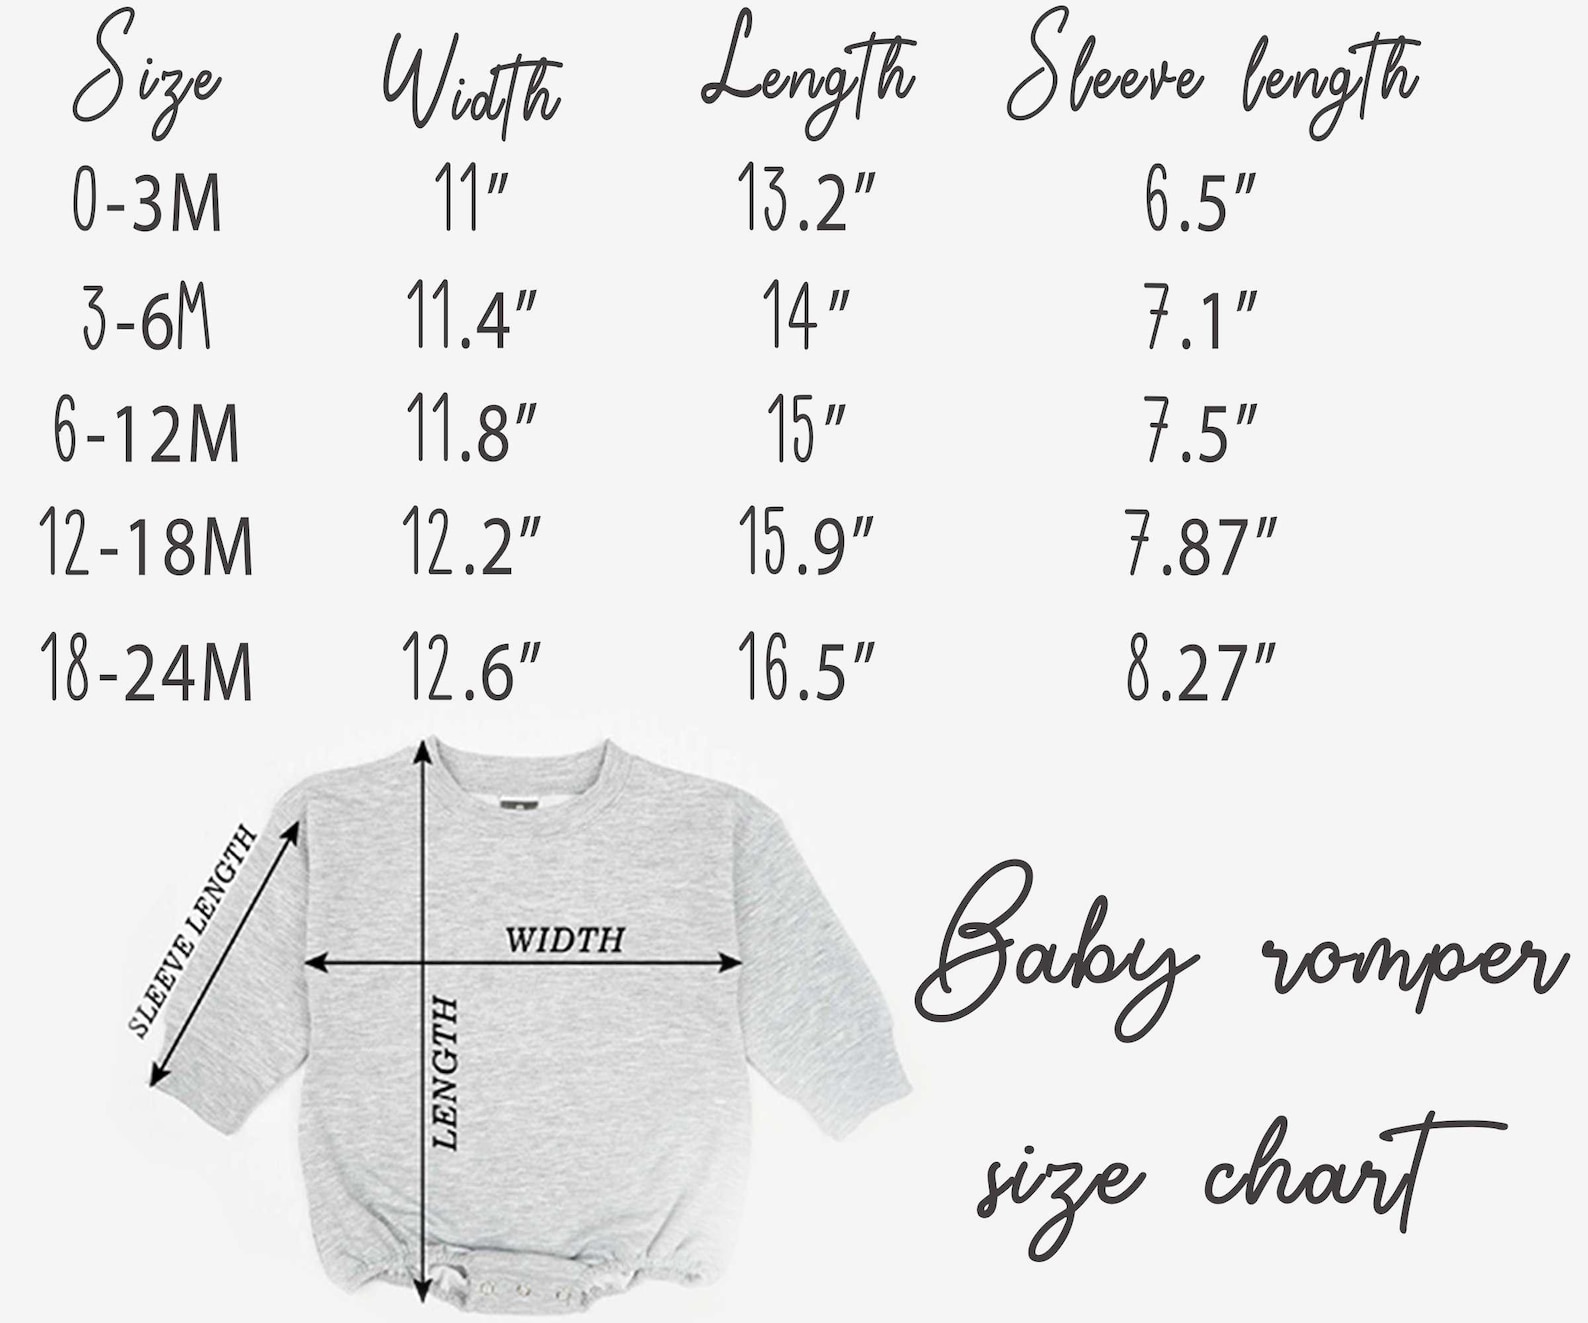 Size Width Length Sleeve length
0-3M 11" 13.2" 6.5"
3-6M 11.4" 14" 7.1"
6-12M 11.8" 15" 7.5"
12-18M 12.2" 15.9" 7.87"
18-24M 12.6" 16.5" 8.27"
SLEEVE LENGTH
WIDTH
LENGTH
Baby romper
size chart